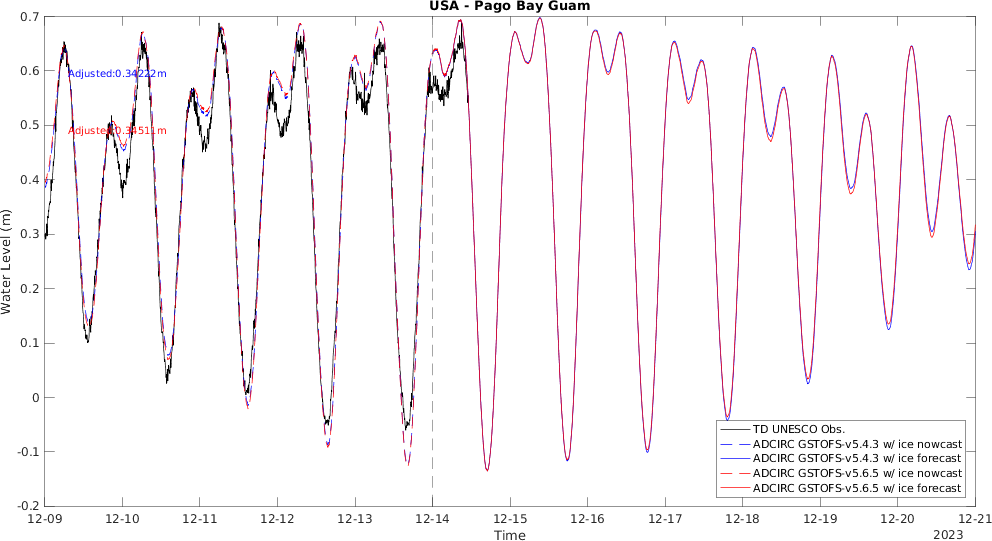 USA - Pago Bay Guam
0.7
0.6
0.5
0.4
0.3
0.2
0.1
0
-0.1
-0.2
Water Level (m)
Adjusted:0.34222m
Adjusted:0.34511m
TD UNESCO Obs.
ADCIRC GSTOFS-v5.4.3 w/ ice nowcast
ADCIRC GSTOFS-v5.4.3 w/ ice forecast
ADCIRC GSTOFS-v5.6.5 w/ ice nowcast
ADCIRC GSTOFS-v5.6.5 w/ ice forecast
12-09 12-10 12-11 12-12 12-13 12-14 12-15 12-16 12-17 12-18 12-19 12-20 12-21
Time
2023